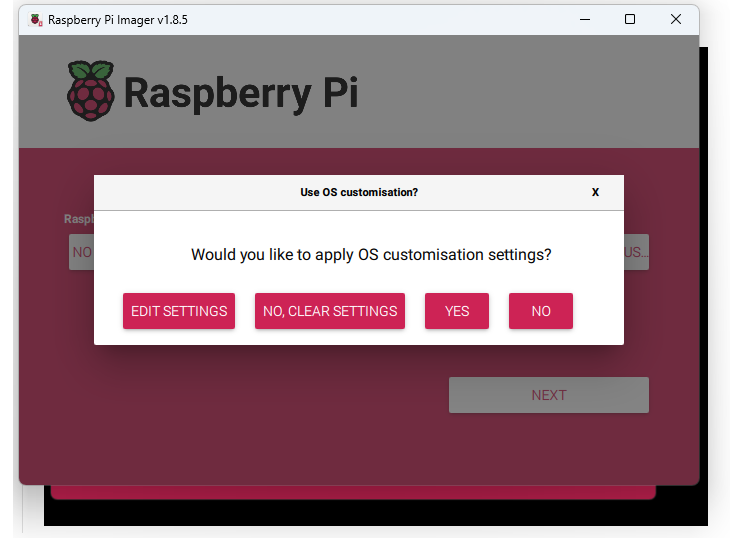 Raspberry Pi Imager v1.8.5
Raspberry Pi
Use OS customisation?
X
Would you like to apply OS customisation settings?
EDIT SETTINGS
NO, CLEAR SETTINGS
YES
NO
Raspb
NO
US...
NEXT